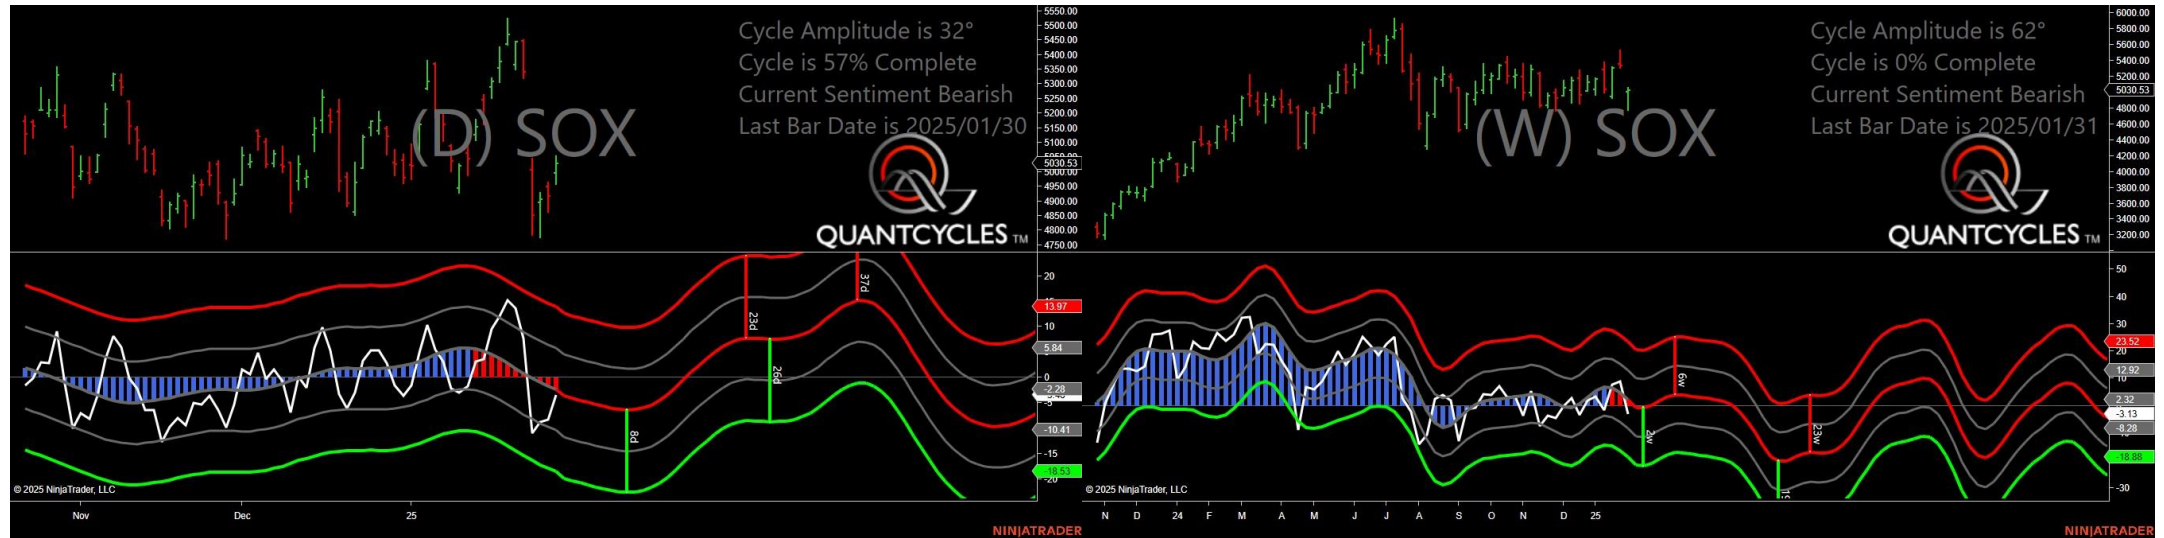 Cycle Amplitude is 32°
Cycle is 57% Complete
Current Sentiment Bearish
Last Bar Date is 2025/01/30
(D) SOX
QUANTCYCLES TM
5550.00
5500.00
5450.00
5400.00
5350.00
5300.00
5250.00
5200.00
5150.00
5100.00
5030.53
5000.00
4950.00
4900.00
4850.00
4800.00
4750.00
23d
37d
26d
8d
20
13.97
10
5.84
0
-2.28
-10.41
-15
-18.53
-20
© 2025 NinjaTrader, LLC
Nov
Dec
25
NINJATRADER
Cycle Amplitude is 62°
Cycle is 0% Complete
Current Sentiment Bearish
Last Bar Date is 2025/01/31
(W) SOX
QUANTCYCLES TM
6000.00
5800.00
5600.00
5400.00
5200.00
5030.53
4800.00
4600.00
4400.00
4200.00
4000.00
3800.00
3600.00
3400.00
3200.00
6w
2w
23w
50
40
30
23.52
20
12.92
10
2.32
-3.13
-8.28
-18.88
-30
© 2025 NinjaTrader, LLC
N D 24 F M A M J J A S O N D 25
NINJATRADER